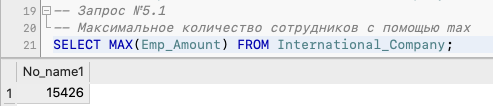 19 -- Запрос №5.1
20 -- Максимальное количество сотрудников с помощью max
21 SELECT MAX(Emp_Amount) FROM International_Company;
No_name1
1 15426